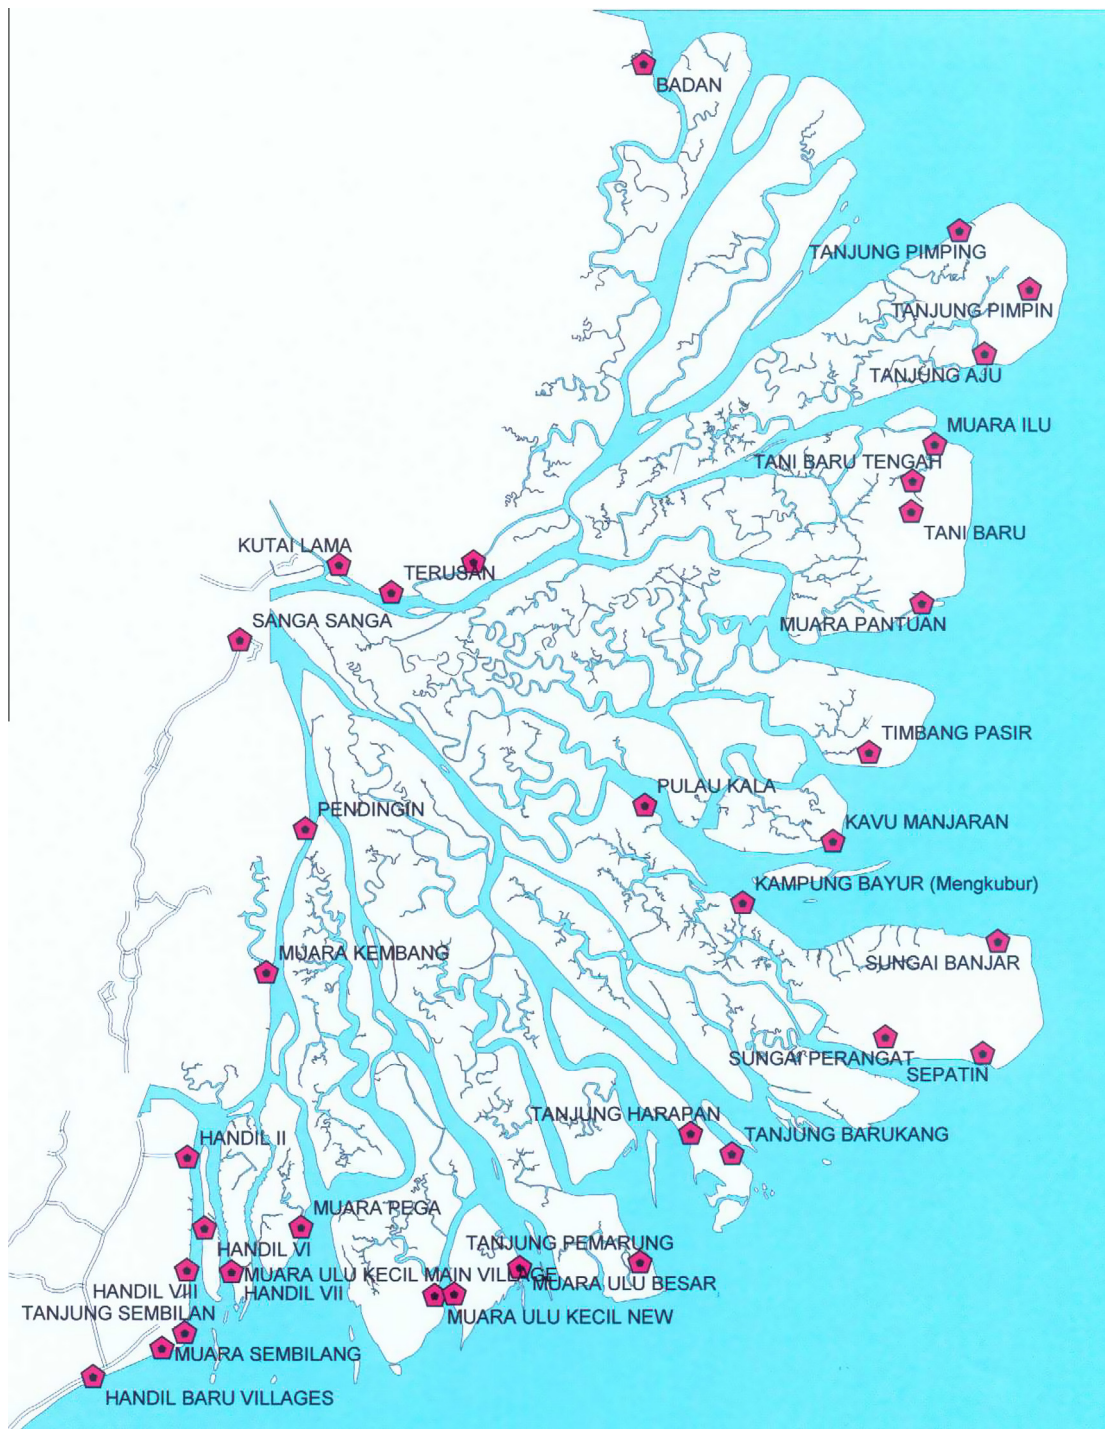 BADAN
TANJUNG PIMPING
TANJUNG PIMPIN
TANJUNG AJU
MUARA ILU
TANI BARU TENGAH
TANI BARU
KUTAI LAMA
TERUSAN
SANGA SANGA
MUARA PANTUAN
TIMBANG PASIR
PULAU KALA
PENDINGIN
KAVU MANJARAN
KAMPUNG BAYUR (Mengkubur)
MUARA KEMBANG
SUNGAI BANJAR
SUNGAI PERANGAT
SEPATIN
TANJUNG HARAPAN
HANDIL II
TANJUNG BARUKANG
MUARA PEGA
HANDIL VI
TANJUNG PEMARUNG
MUARA ULU KECIL MAIN VILLAGE
MUARA ULU BESAR
HANDIL VIII
HANDIL VII
TANJUNG SEMBILAN
MUARA ULU KECIL NEW
MUARA SEMBILANG
HANDIL BARU VILLAGES